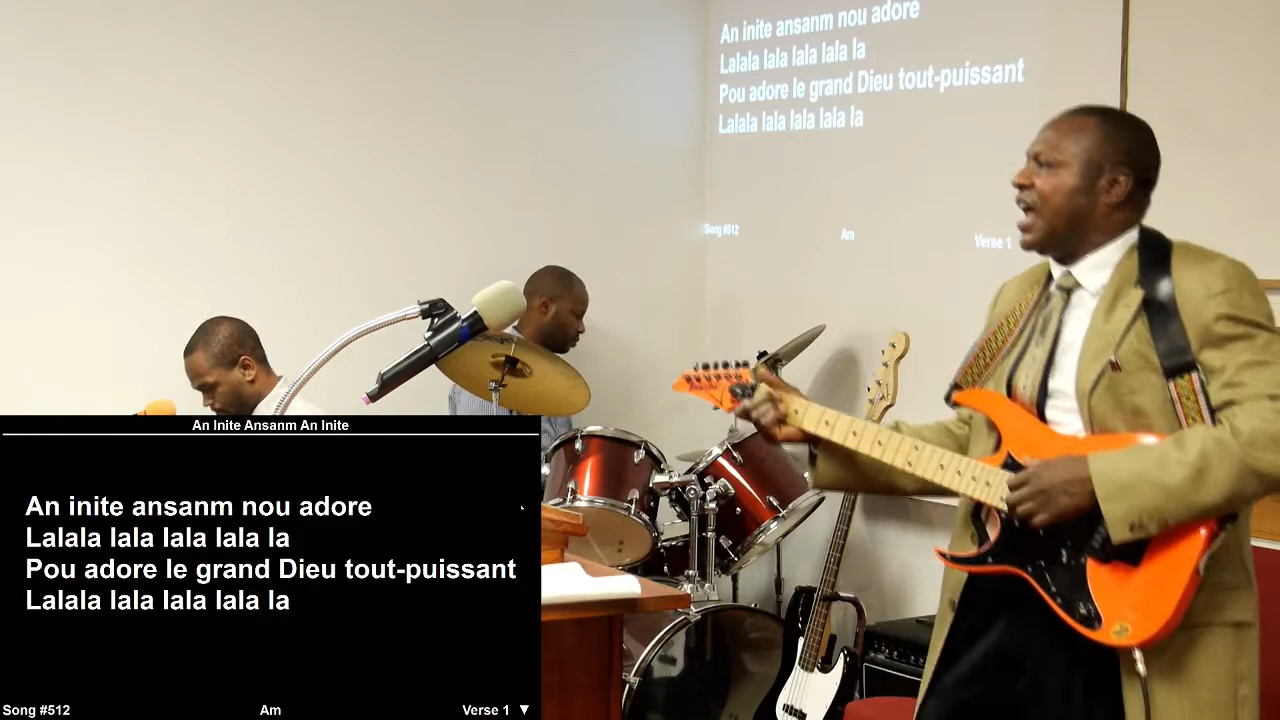 An inite ansanm nou adore
Lalala lala lala lala la
Pou adore le grand Dieu tout-puissant
Lalala lala lala lala la
Song #512
Am
Verse 1
An Inite Ansanm An Inite
An inite ansanm nou adore
Lalala lala lala lala la
Pou adore le grand Dieu tout-puissant
Lalala lala lala lala la
Song #512
Am
Verse 1 ▼